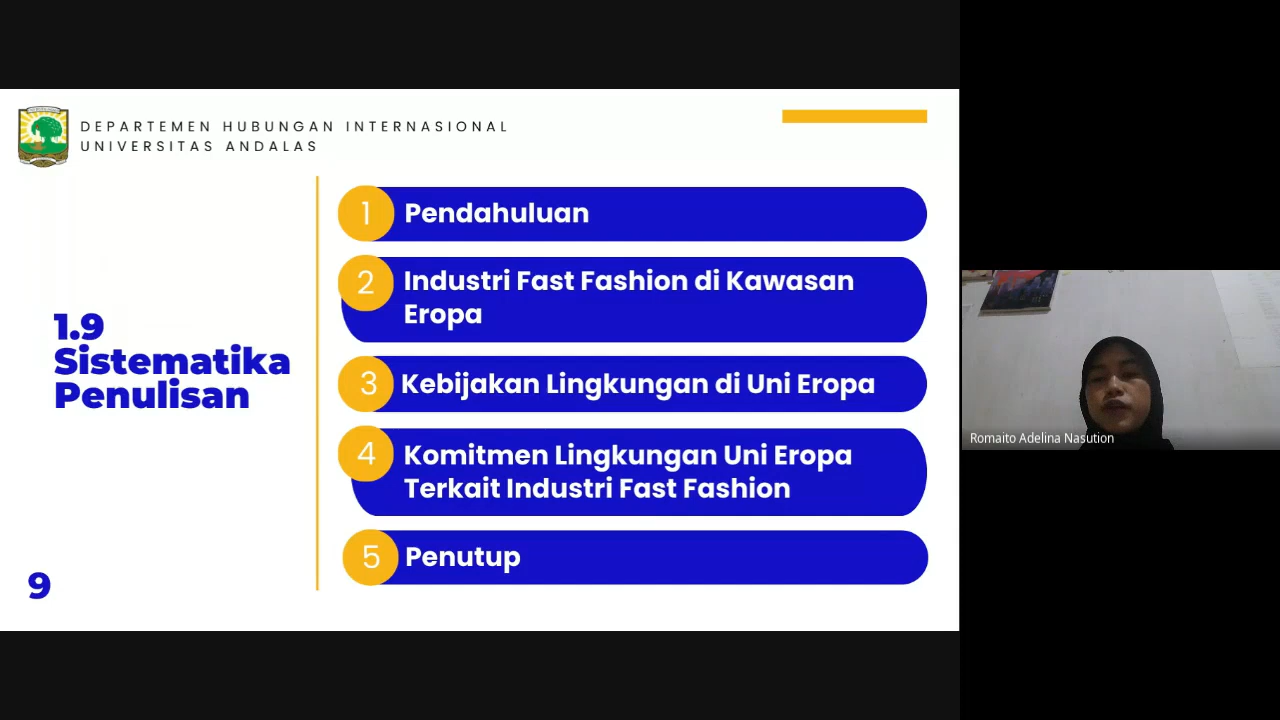 DEPARTEMEN HUBUNGAN INTERNASIONAL
UNIVERSITAS ANDALAS
1.9
Sistematika
Penulisan
1 Pendahuluan
2 Industri Fast Fashion di Kawasan
Eropa
3 Kebijakan Lingkungan di Uni Eropa
4 Komitmen Lingkungan Uni Eropa
Terkait Industri Fast Fashion
5 Penutup
9
Romaito Adelina Nasution